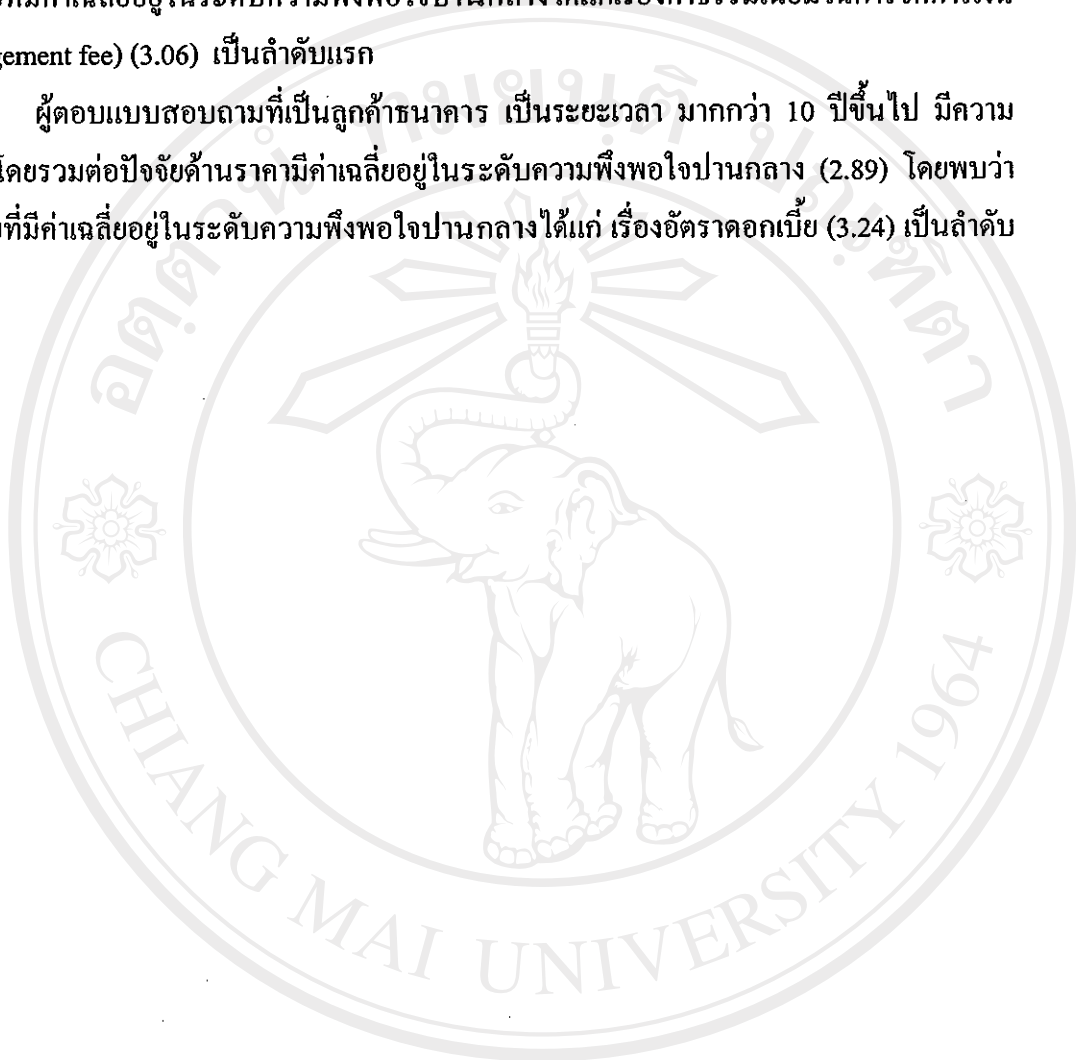 gement fee) (3.06) เป็นลำดับแรก
ผู้ตอบแบบสอบถามที่เป็นลูกค้าธนาคาร เป็นระยะเวลา มากกว่า 10 ปีขึ้นไป มีความ
โดยรวมต่อปัจจัยด้านราคามีค่าเฉลี่ยอยู่ในระดับความพึงพอใจปานกลาง (2.89) โดยพบว่า
ที่มีค่าเฉลี่ยอยู่ในระดับความพึงพอใจปานกลางได้แก่ เรื่องอัตราดอกเบี้ย (3.24) เป็นลำดับ
CHIANG MAI UNIVERSITY 1964